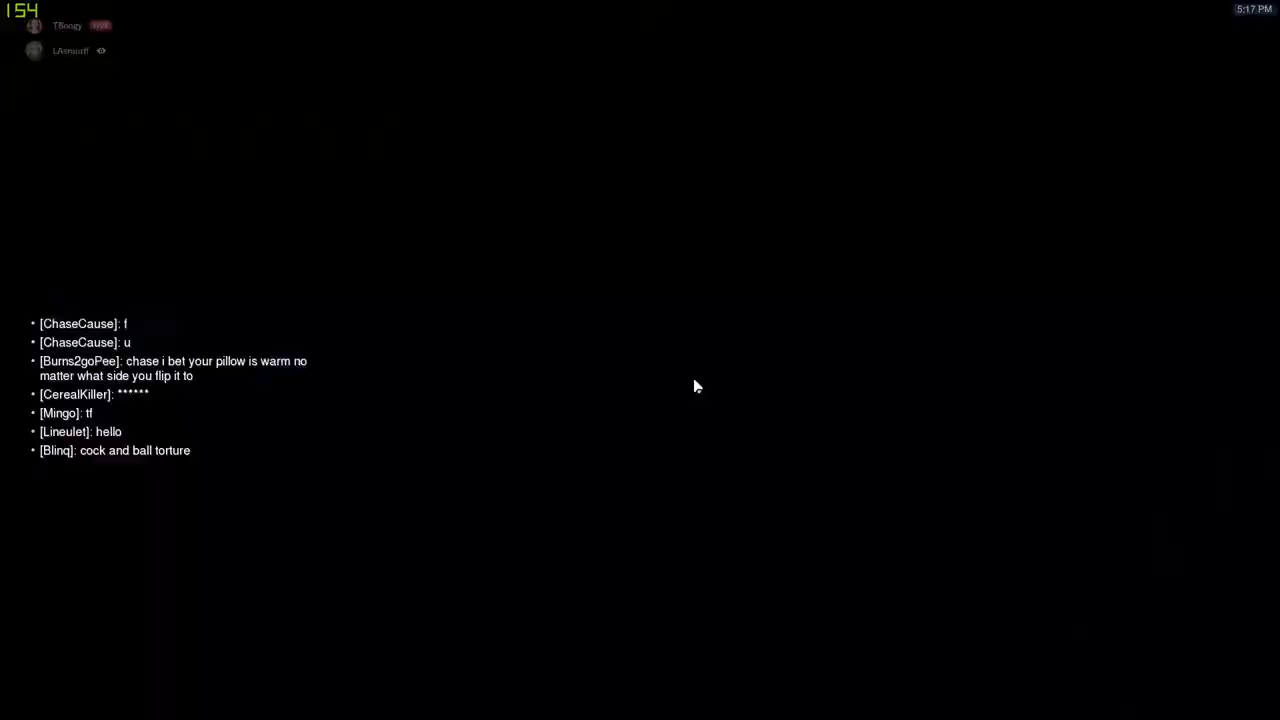 154
5:17 PM
TBoogy LIVE
• [ChaseCause]: f
• [ChaseCause]: u
• [Burns2goPee]: chase i bet your pillow is warm no
matter what side you flip it to
• [CerealKiller]: ******
• [Mingo]: tf
• [Lineulet]: hello
• [Blinq]: cock and ball torture